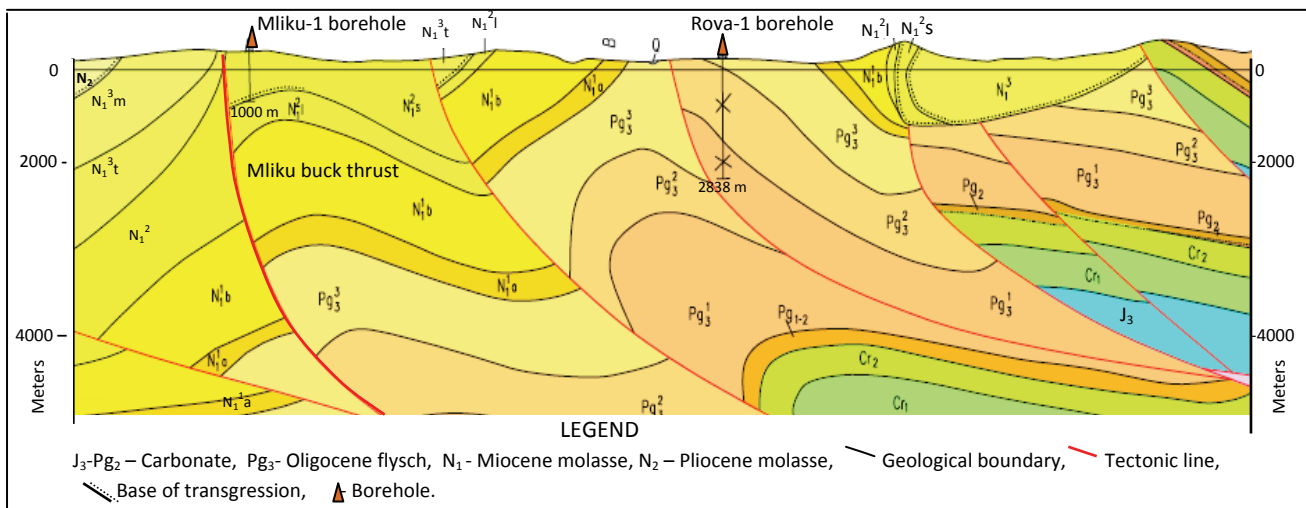 Mliku-1 borehole
Rova-1 borehole
N₁³t
N₁²l
B
Q
N₁²l
N₁²s
0
0
N₂
N₁³m
1000 m
N₁²l
N₁²s
N₁¹b
N₁¹a
Pg₃³
Pg₃³
N₁¹b
N₁³
Pg₃³
N₁³t
2000 -
Mliku buck thrust
Pg₃²
2838 m
Pg₃²
2000
Pg₃¹
N₁²
N₁¹b
Pg₃²
Pg₂
Pg₂
Cr₂
N₁¹b
Pg₃³
N₁¹a
Pg₃¹
Pg₃¹
Cr₁
J₃
4000
Pg₁₋₂
4000
N₁¹a
Cr₂
N₁¹a
Pg₃²
Cr₁
Meters
Meters
LEGEND
J₃-Pg₂ – Carbonate, Pg₃- Oligocene flysch, N₁ - Miocene molasse, N₂ – Pliocene molasse, Geological boundary, Tectonic line,
Base of transgression, Borehole.